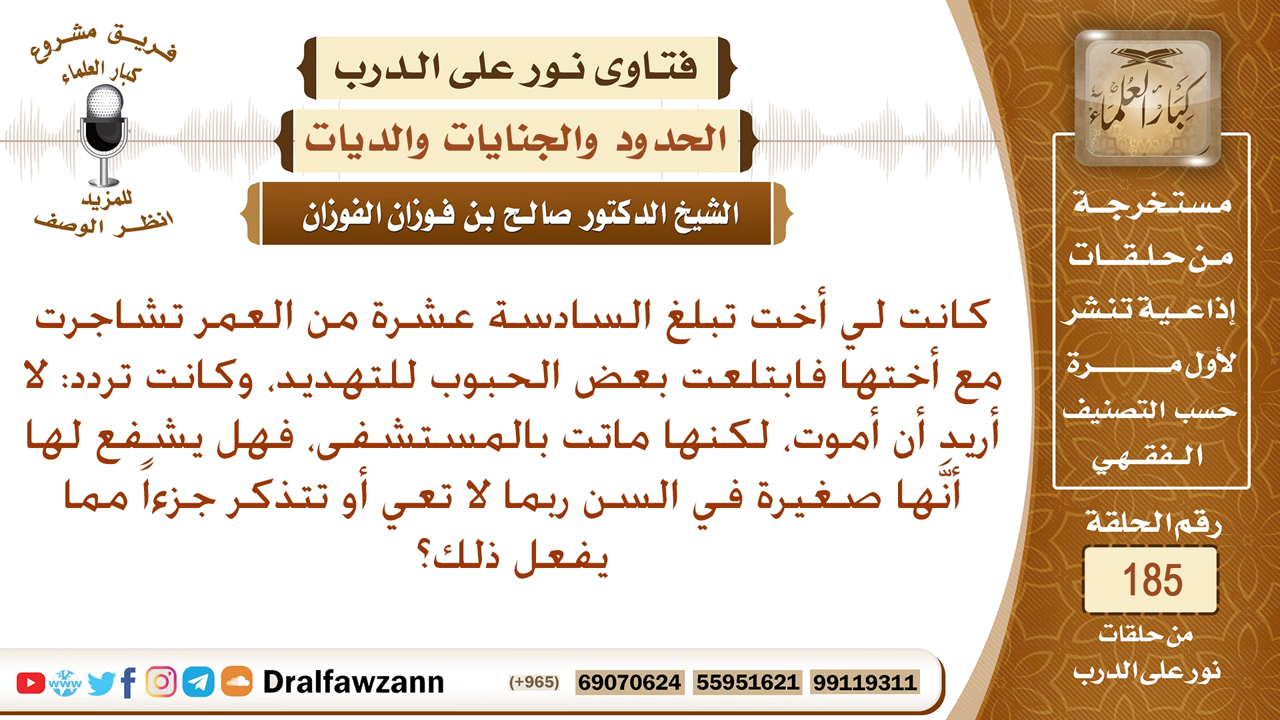 فريق مشروع
كبار العلماء
للمزيد
انظر الوصف
فتاوى نور على الدرب
الحدود والجنايات والديات
الشيخ الدكتور صالح بن فوزان الفوزان
كانت لي أخت تبلغ السادسة عشرة من العمر تشاجرت
مع أختها فابتلعت بعض الحبوب للتهديد، وكانت تردد: لا
أريد أن أموت، لكنها ماتت بالمستشفى، فهل يشفع لها
أنَّها صغيرة في السن ربما لا تعي أو تتذكر جزءاً مما
يفعل ذلك؟
كِبَارُ العُلَمَاء
مستخرجة
من حلقات
إذاعية تنشر
لأول مرة
حسب التصنيف
الفقهي
رقم الحلقة
185
من حلقات
نور على الدرب
www
Dralfawzann
(+965) 69070624 55951621 99119311